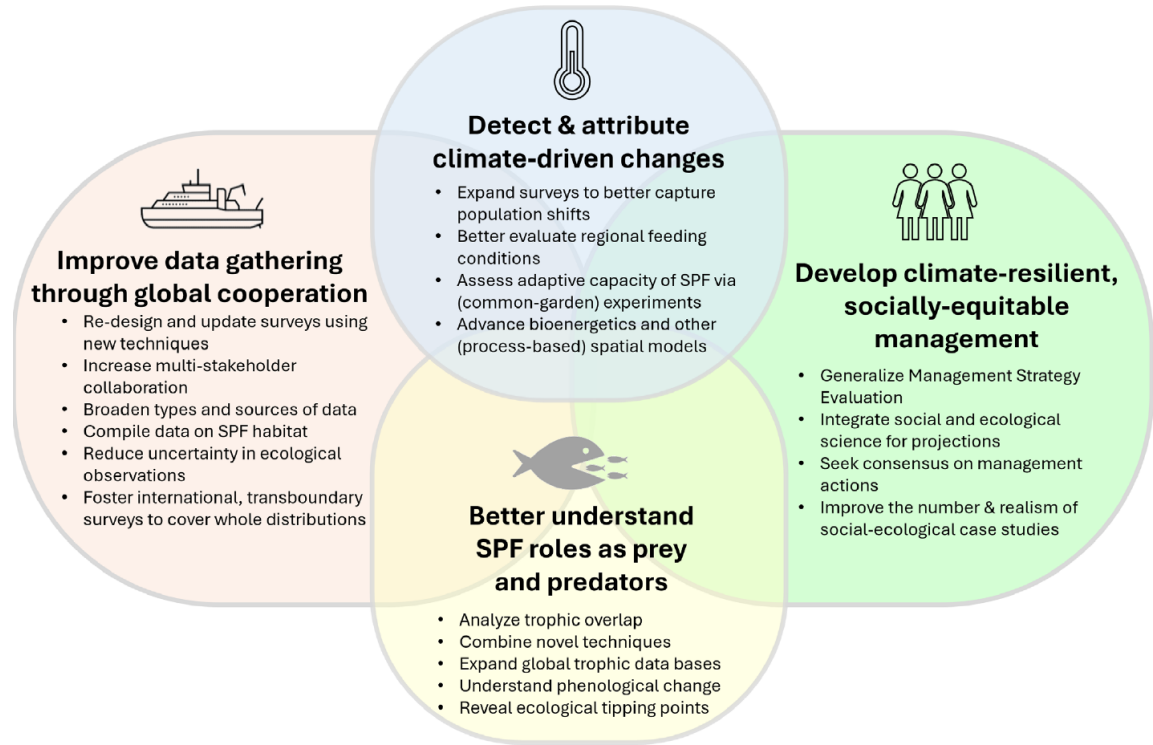 Detect & attribute
climate-driven changes
• Expand surveys to better capture
population shifts
• Better evaluate regional feeding
conditions
• Assess adaptive capacity of SPF via
(common-garden) experiments
• Advance bioenergetics and other
(process-based) spatial models
Improve data gathering
through global cooperation
• Re-design and update surveys using
new techniques
• Increase multi-stakeholder
collaboration
• Broaden types and sources of data
• Compile data on SPF habitat
• Reduce uncertainty in ecological
observations
• Foster international, transboundary
surveys to cover whole distributions
Develop climate-resilient,
socially-equitable
management
• Generalize Management Strategy
Evaluation
• Integrate social and ecological
science for projections
• Seek consensus on management
actions
• Improve the number & realism of
social-ecological case studies
Better understand
SPF roles as prey
and predators
• Analyze trophic overlap
• Combine novel techniques
• Expand global trophic data bases
• Understand phenological change
• Reveal ecological tipping points